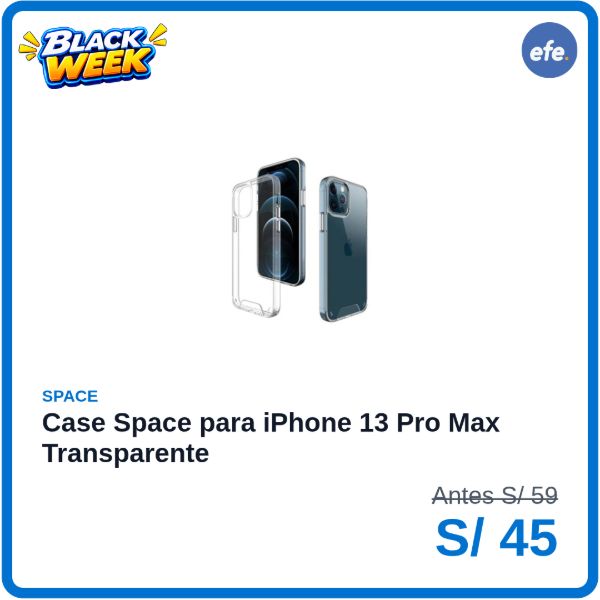 BLACK
WEEK
efe.
SPACE
Case Space para iPhone 13 Pro Max
Transparente
Antes S/ 59
S/ 45